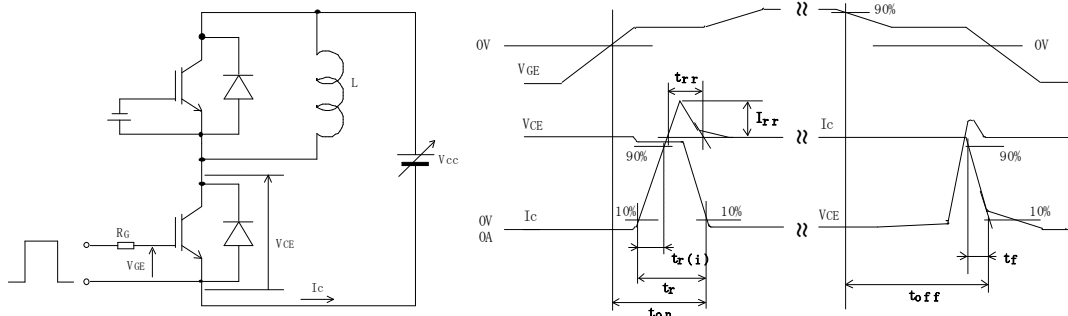 L
Vcc
RG
VGE
VCE
Ic
90%
0V
0V
VGE
trr
Irr
VCE
Ic
90%
90%
Ic
10%
10%
VCE
10%
0V
0A
tr(i)
tf
tr
toff
ton